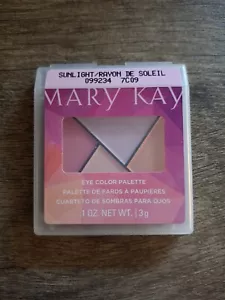 SUNLIGHT/RAYON DE SOLEIL
099234 7C09
MARY KAY
EYE COLOR PALETTE
PALETTE DE FARDS À PAUPIÈRES
CUARTETO DE SOMBRAS PARA OJOS
.1 OZ. NET WT. / 3 g